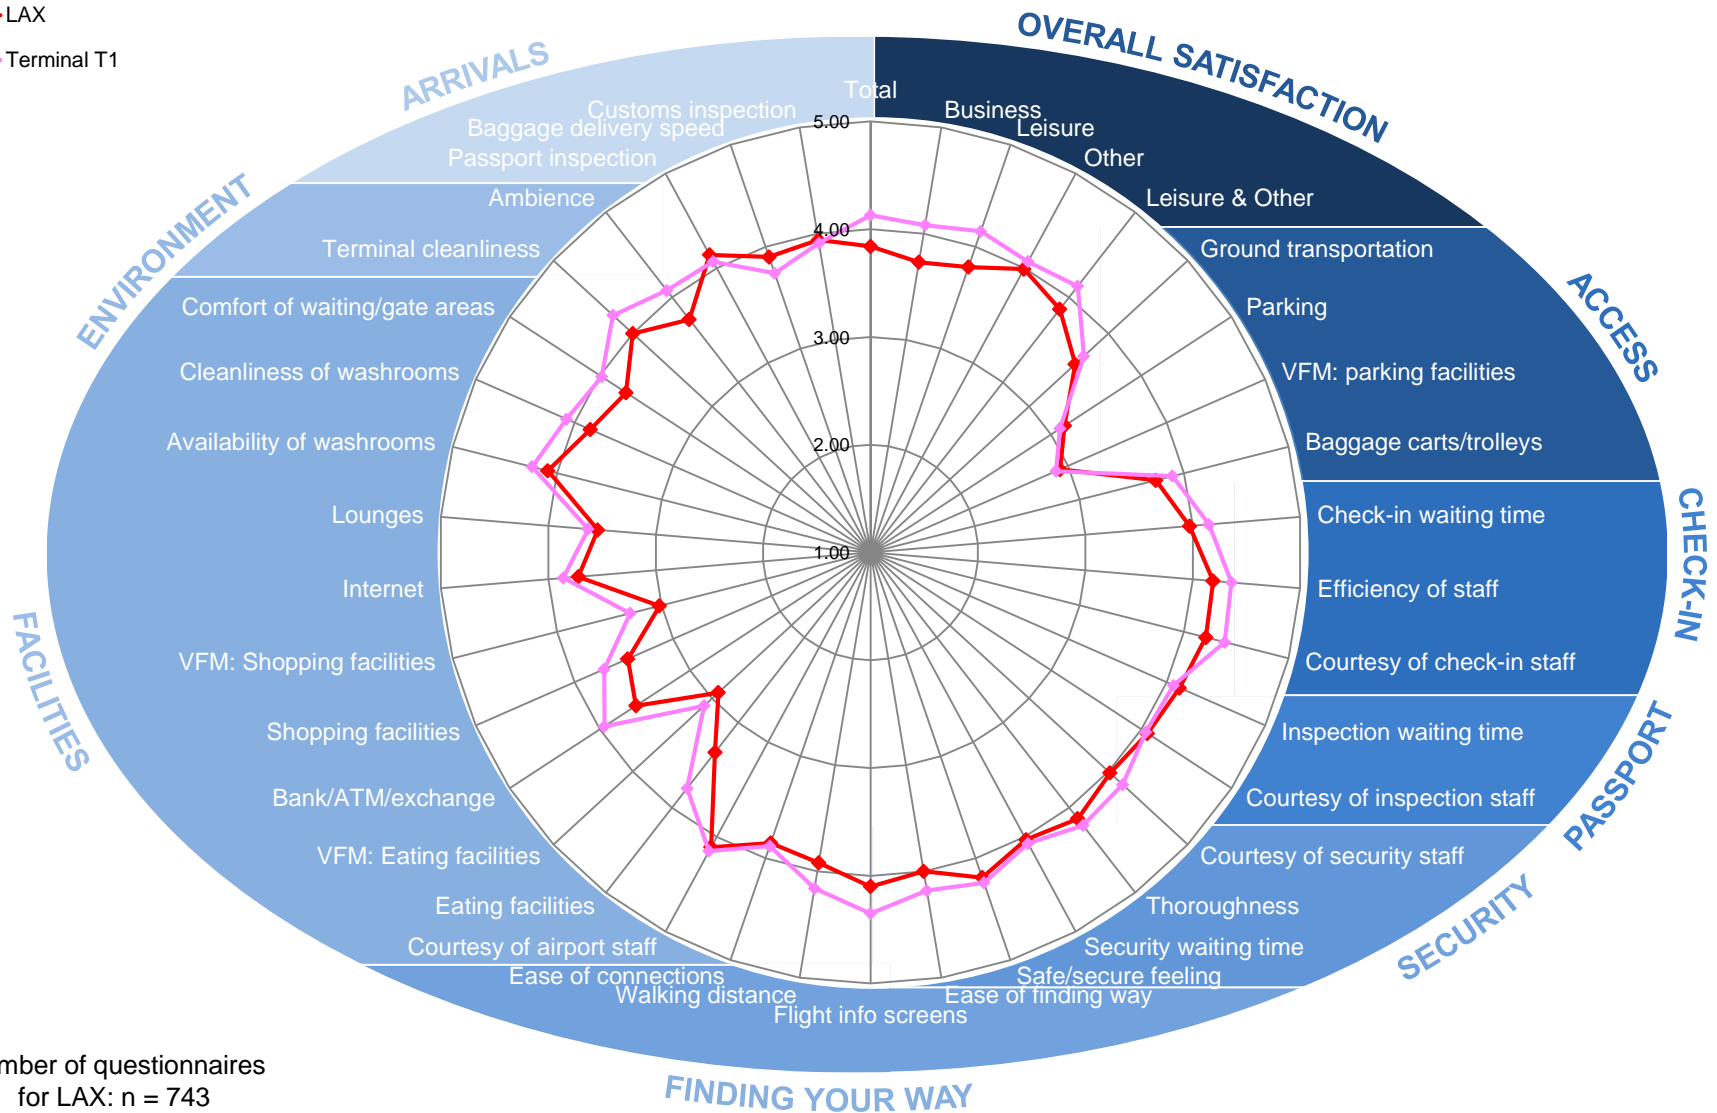 LAX
Terminal T1
OVERALL SATISFACTION
ACCESS
CHECK-IN
PASSPORT
SECURITY
FINDING YOUR WAY
FACILITIES
ENVIRONMENT
ARRIVALS
Total
Business
Leisure
Other
Leisure & Other
Ground transportation
Parking
VFM: parking facilities
Baggage carts/trolleys
Check-in waiting time
Efficiency of staff
Courtesy of check-in staff
Inspection waiting time
Courtesy of inspection staff
Courtesy of security staff
Thoroughness
Security waiting time
Safe/secure feeling
Ease of finding way
Flight info screens
Walking distance
Ease of connections
Courtesy of airport staff
Eating facilities
VFM: Eating facilities
Bank/ATM/exchange
Shopping facilities
VFM: Shopping facilities
Internet
Lounges
Availability of washrooms
Cleanliness of washrooms
Comfort of waiting/gate areas
Terminal cleanliness
Ambience
Passport inspection
Baggage delivery speed
Customs inspection
5.00
4.00
3.00
2.00
1.00
mber of questionnaires
for LAX: n = 743